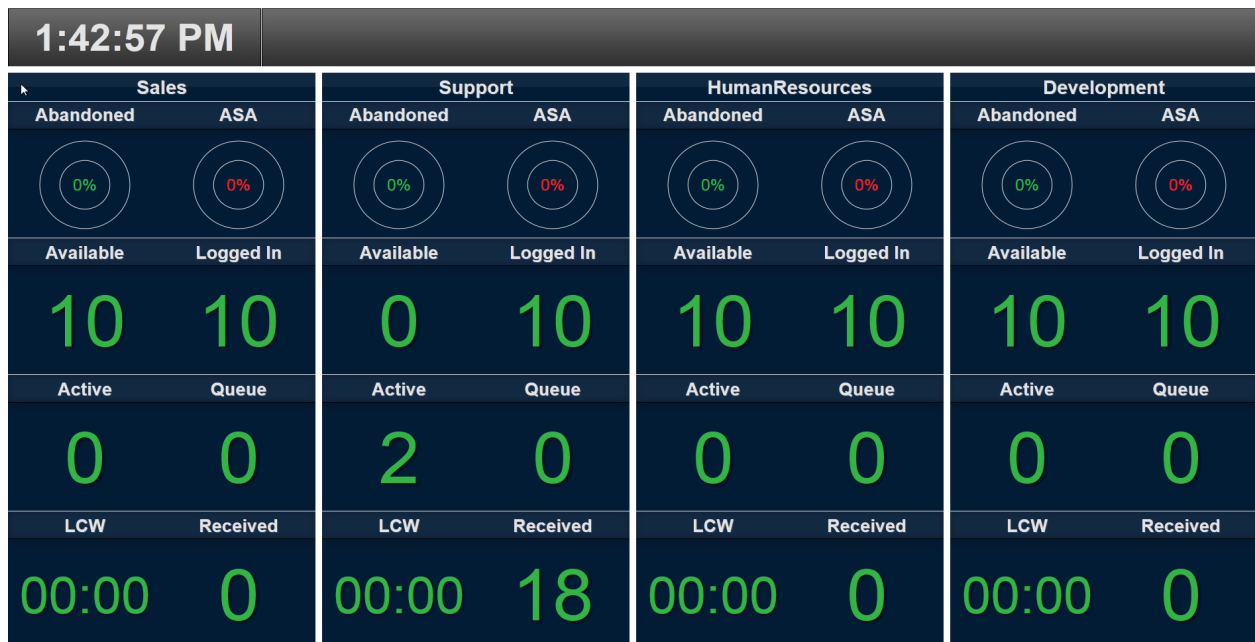 1:42:57 PM
Sales Support HumanResources Development
Abandoned ASA Abandoned ASA Abandoned ASA Abandoned ASA
0% 0% 0% 0% 0% 0% 0% 0%
Available Logged In Available Logged In Available Logged In Available Logged In
10 10 0 10 10 10 10 10
Active Queue Active Queue Active Queue Active Queue
0 0 2 0 0 0 0 0
LCW Received LCW Received LCW Received LCW Received
00:00 0 00:00 18 00:00 0 00:00 0